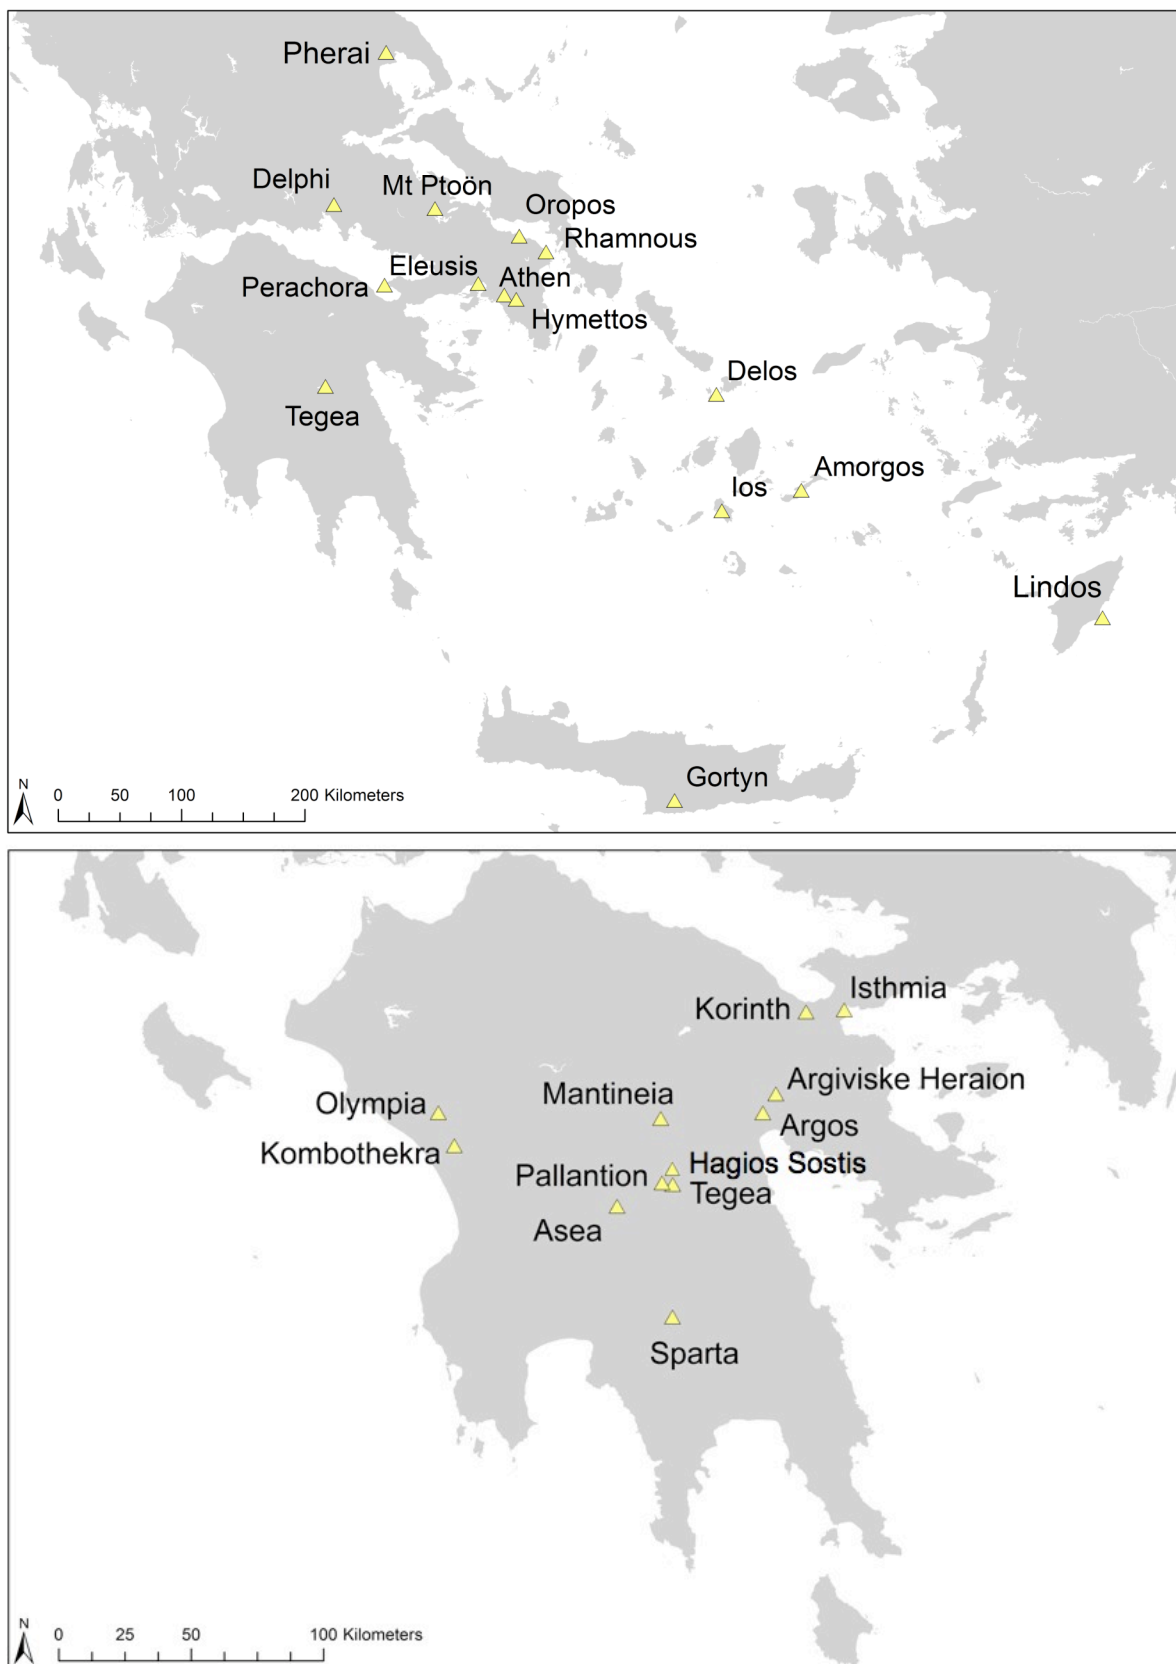 Pherai
Delphi
Mt Ptoön
Oropos
Rhamnous
Eleusis
Athen
Perachora
Hymettos
Delos
Tegea
Amorgos
Ios
Lindos
Gortyn
N
0 50 100 200 Kilometers
Isthmia
Korinth
Argiviske Heraion
Mantineia
Olympia
Argos
Kombothekra
Hagios Sostis
Pallantion
Tegea
Asea
Sparta
N
0 25 50 100 Kilometers